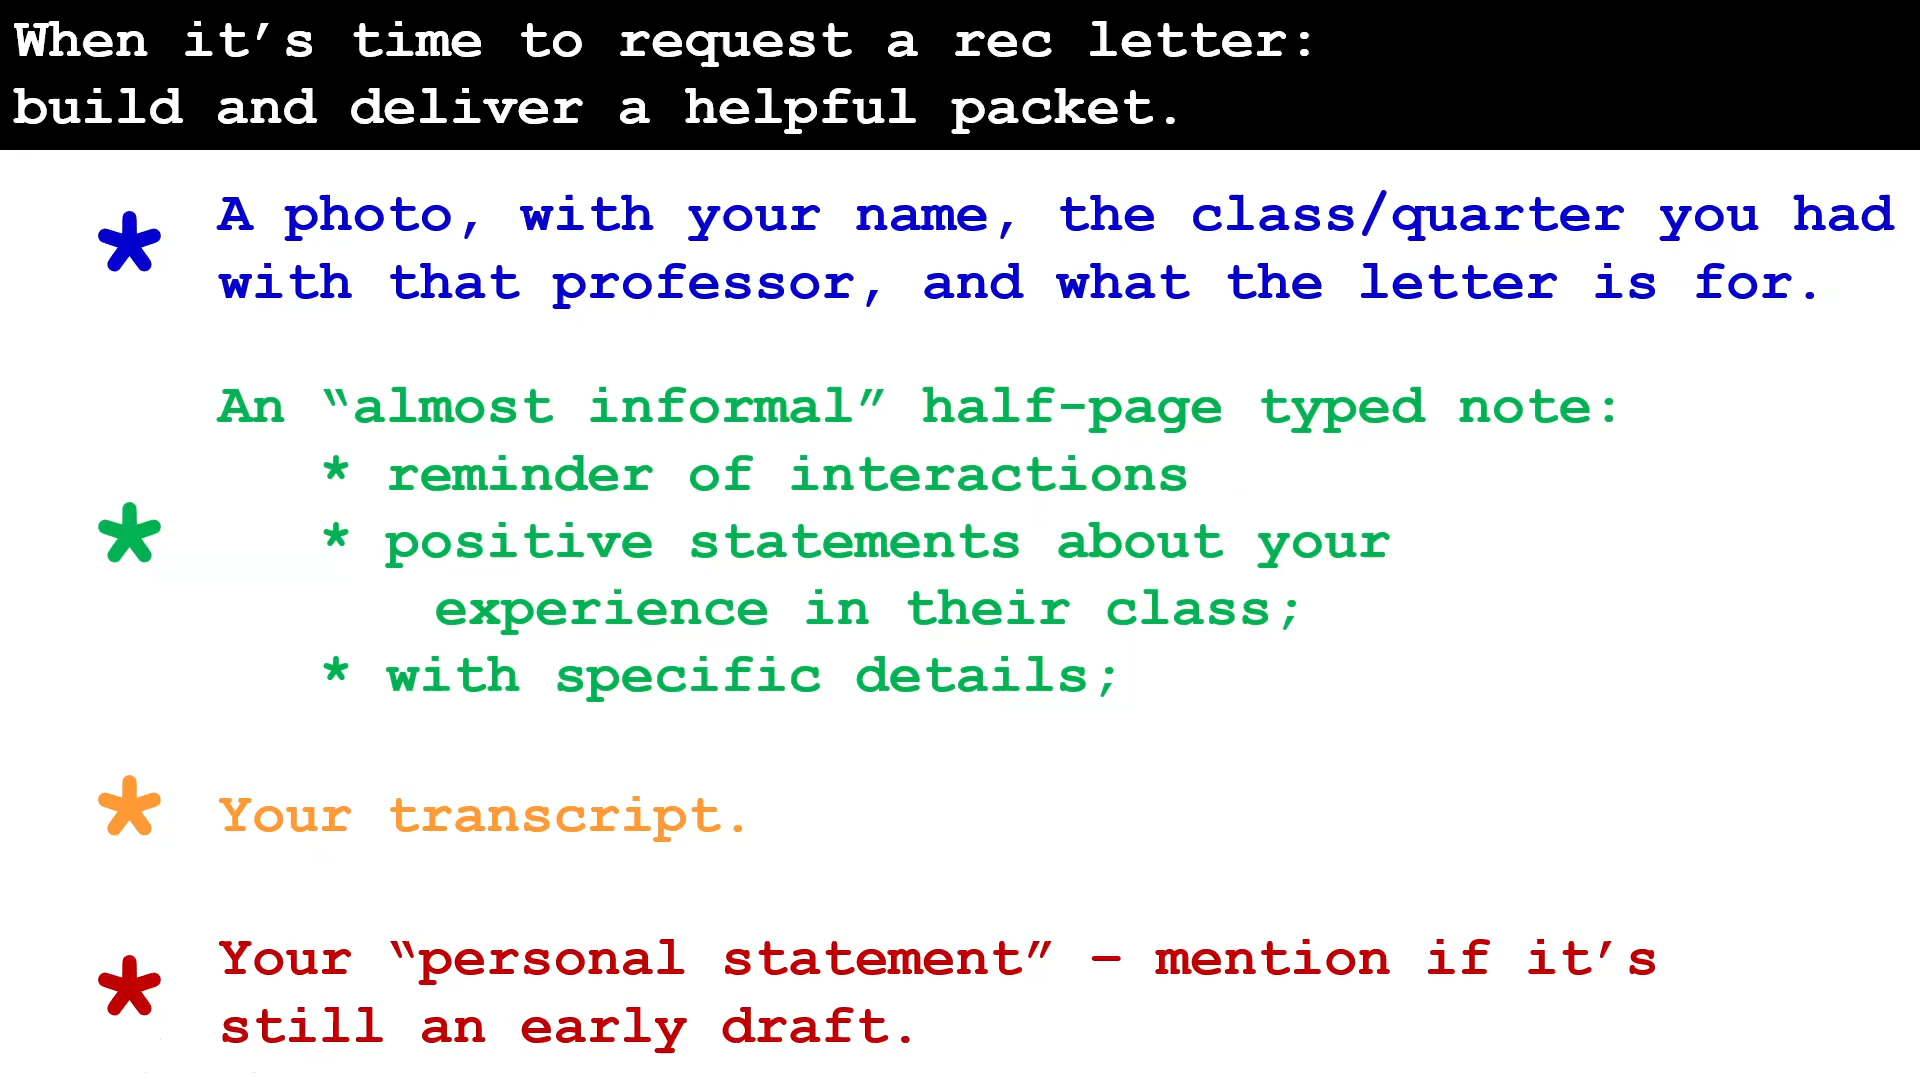 When it’s time to request a rec letter:
build and deliver a helpful packet.
* A photo, with your name, the class/quarter you had
with that professor, and what the letter is for.
* An “almost informal” half-page typed note:
* reminder of interactions
* positive statements about your
experience in their class;
* with specific details;
* Your transcript.
* Your “personal statement” – mention if it’s
still an early draft.